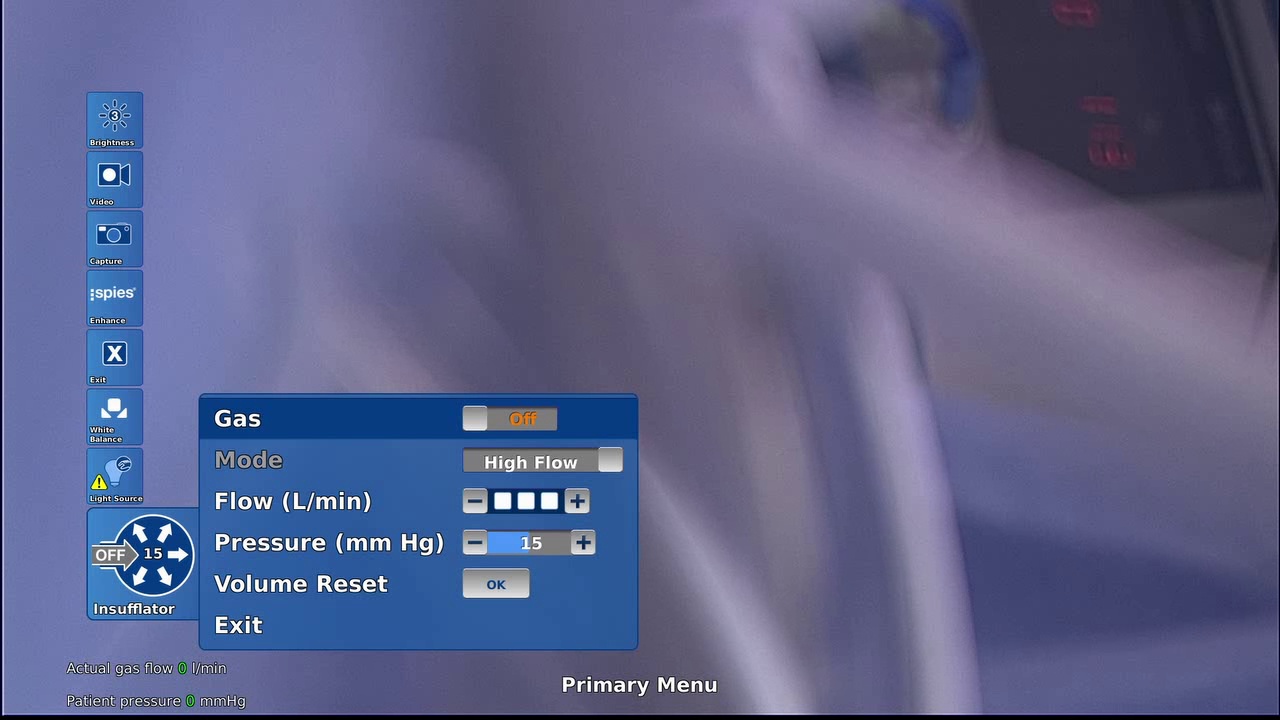 3
Brightness
Video
Capture
spies
Enhance
X
Exit
White
Balance
Light Source
OFF 15
Insufflator
Gas Off
Mode High Flow
Flow (L/min) − +
Pressure (mm Hg) − 15 +
Volume Reset OK
Exit
Actual gas flow 0 l/min
Patient pressure 0 mmHg
Primary Menu